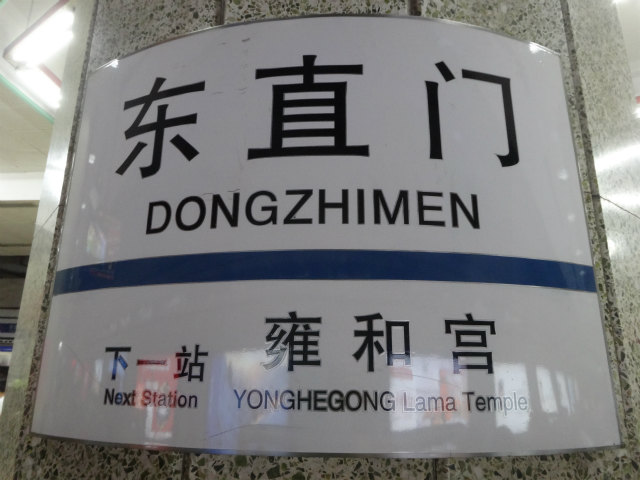 东直门
DONGZHIMEN
下一站 雍和宫
Next Station YONGHEGONG Lama Temple